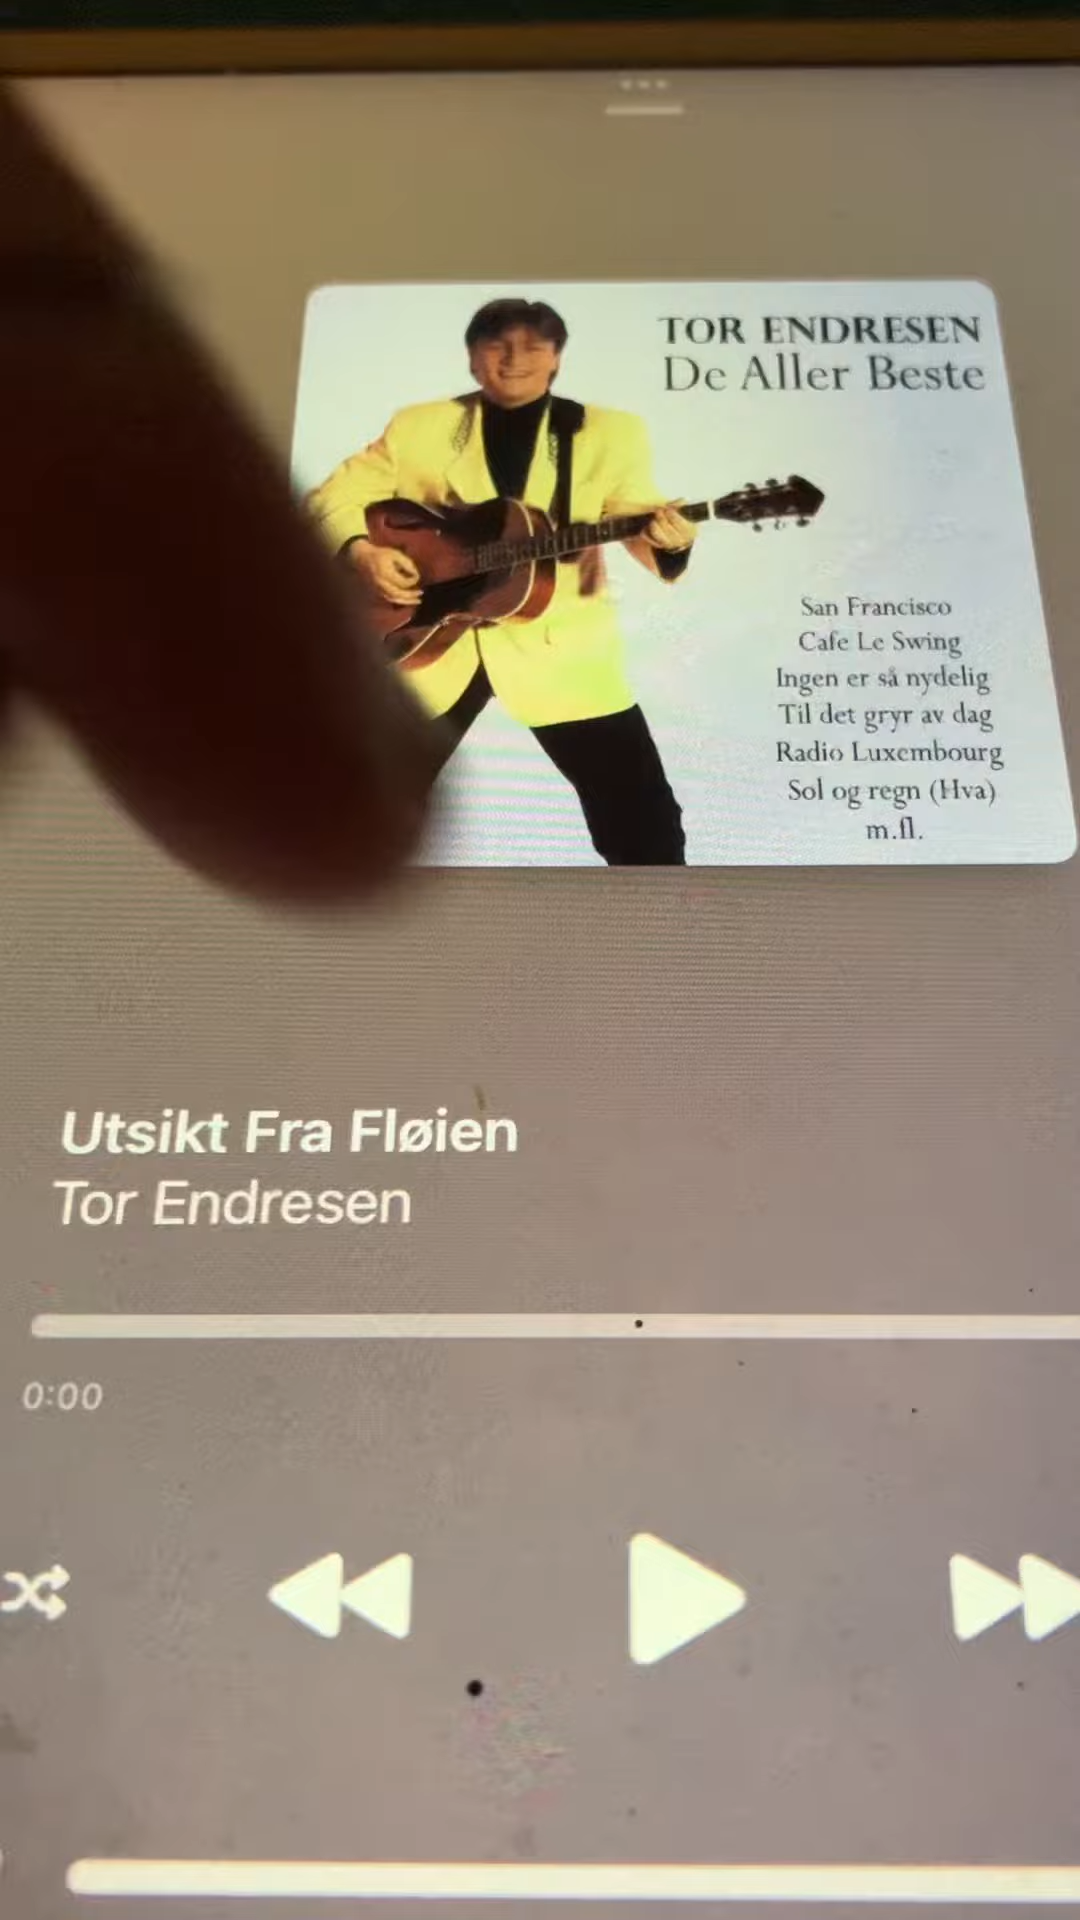 TOR ENDRESEN
De Aller Beste
San Francisco
Cafe Le Swing
Ingen er så nydelig
Til det gryr av dag
Radio Luxembourg
Sol og regn (Hva)
m.fl.
Utsikt Fra Fløien
Tor Endresen
0:00